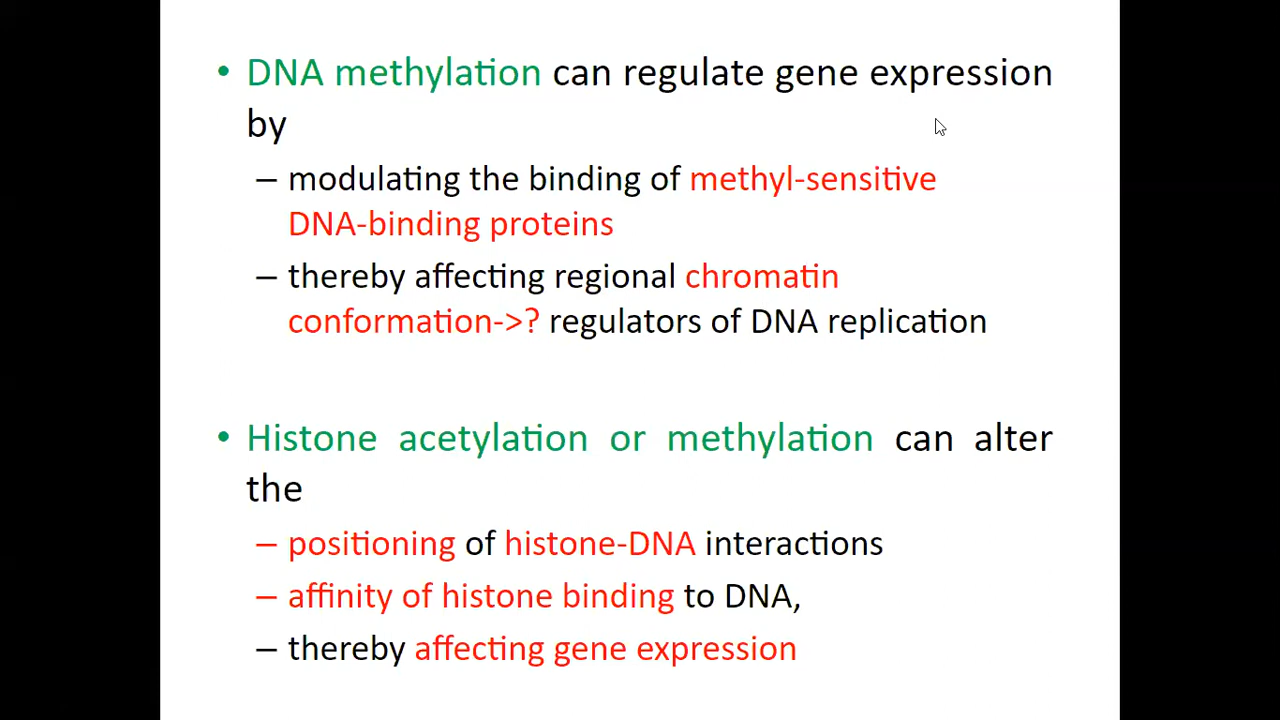 • DNA methylation can regulate gene expression
by
– modulating the binding of methyl-sensitive
DNA-binding proteins
– thereby affecting regional chromatin
conformation->? regulators of DNA replication
• Histone acetylation or methylation can alter
the
– positioning of histone-DNA interactions
– affinity of histone binding to DNA,
– thereby affecting gene expression